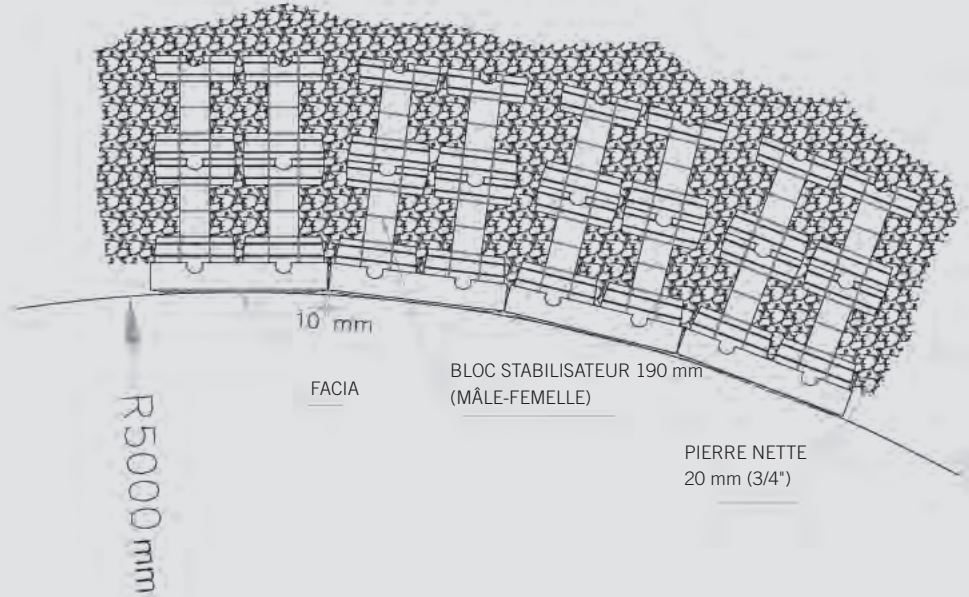 10 mm
FACIA
BLOC STABILISATEUR 190 mm
(MÂLE-FEMELLE)
PIERRE NETTE
20 mm (3/4")
R5000 mm